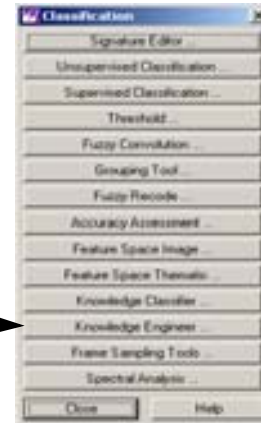 Classification
Signature Editor ...
Unsupervised Classification ...
Supervised Classification ...
Threshold ...
Fuzzy Convolution ...
Grouping Tool ...
Fuzzy Recode ...
Accuracy Assessment ...
Feature Space Image ...
Feature Space Thematic ...
Knowledge Classifier ...
Knowledge Engineer ...
Frame Sampling Tools ...
Spectral Analysis ...
Close Help